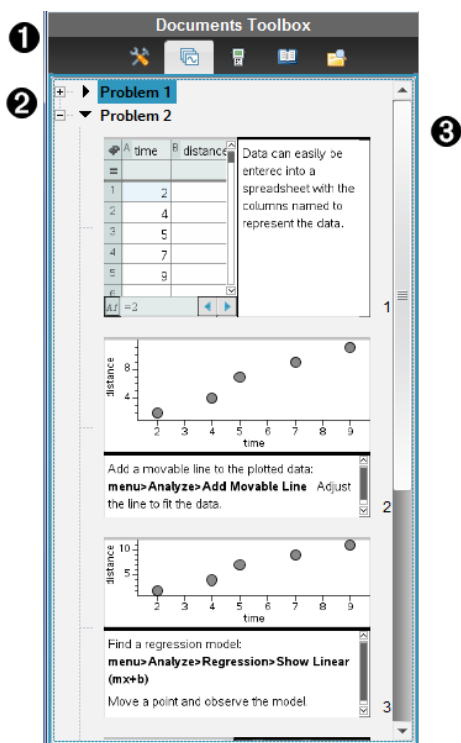 ❶
Documents Toolbox
❷
Problem 1
❸
Problem 2
A time B distance
=
1 2
2 4
3 5
4 7
5 9
6
A1 =2
Data can easily be
entered into a
spreadsheet with the
columns named to
represent the data.
1
distance
8
4
2 3 4 5 6 7 8 9
time
Add a movable line to the plotted data:
menu>Analyze>Add Movable Line Adjust
the line to fit the data.
2
distance
10
5
2 3 4 5 6 7 8 9
time
Find a regression model:
menu>Analyze>Regression>Show Linear
(mx+b)
Move a point and observe the model.
3